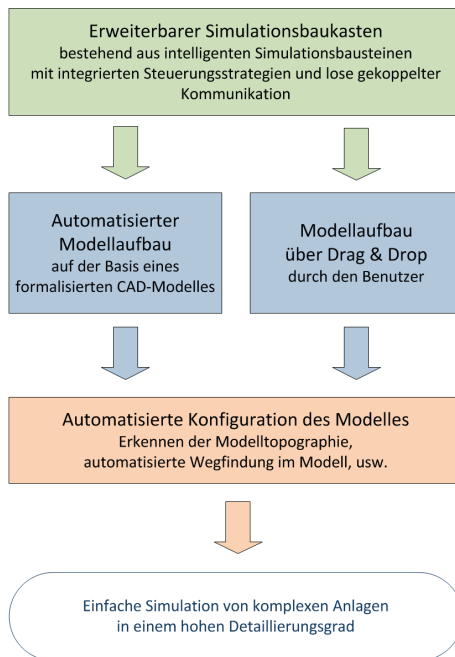 Erweiterbarer Simulationsbaukasten
bestehend aus intelligenten Simulationsbausteinen
mit integrierten Steuerungsstrategien und lose gekoppelter
Kommunikation
Automatisierter
Modellaufbau
auf der Basis eines
formalisierten CAD-Modelles
Modellaufbau
über Drag & Drop
durch den Benutzer
Automatisierte Konfiguration des Modelles
Erkennen der Modelltopographie,
automatisierte Wegfindung im Modell, usw.
Einfache Simulation von komplexen Anlagen
in einem hohen Detaillierungsgrad